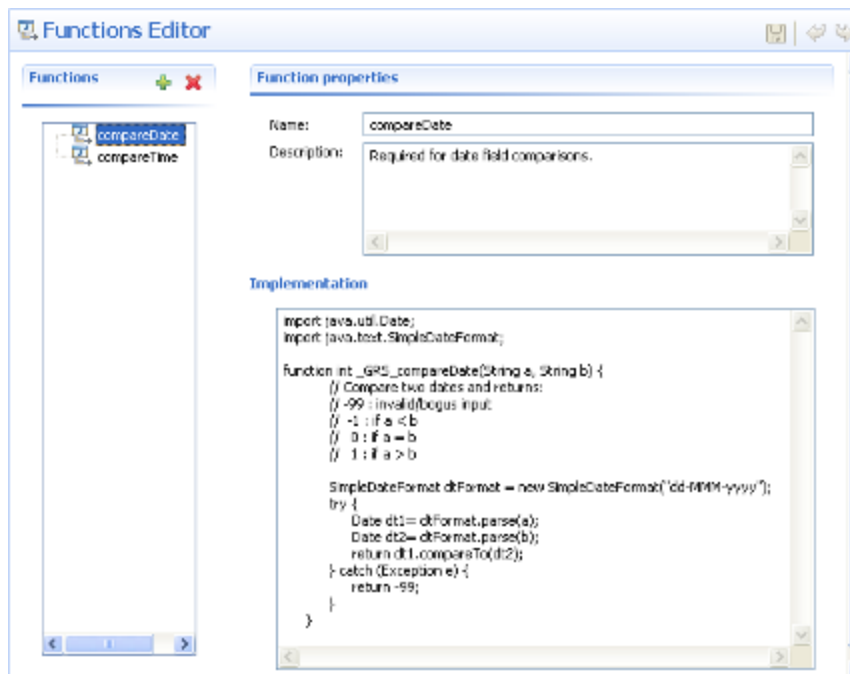 Functions Editor
Functions
Function properties
compareDate
compareTime
Name:
compareDate
Description:
Required for date field comparisons.
Implementation
import java.util.Date;
import java.text.SimpleDateFormat;
function int _GRS_compareDate(String a, String b) {
// Compare two dates and returns:
// -99 : invalid/bogus input
// -1 : if a < b
// 0 : if a = b
// 1 : if a > b
SimpleDateFormat dtFormat = new SimpleDateFormat("dd-MMM-yyyy");
try {
Date dt1= dtFormat.parse(a);
Date dt2= dtFormat.parse(b);
return dt1.compareTo(dt2);
} catch (Exception e) {
return -99;
}
}